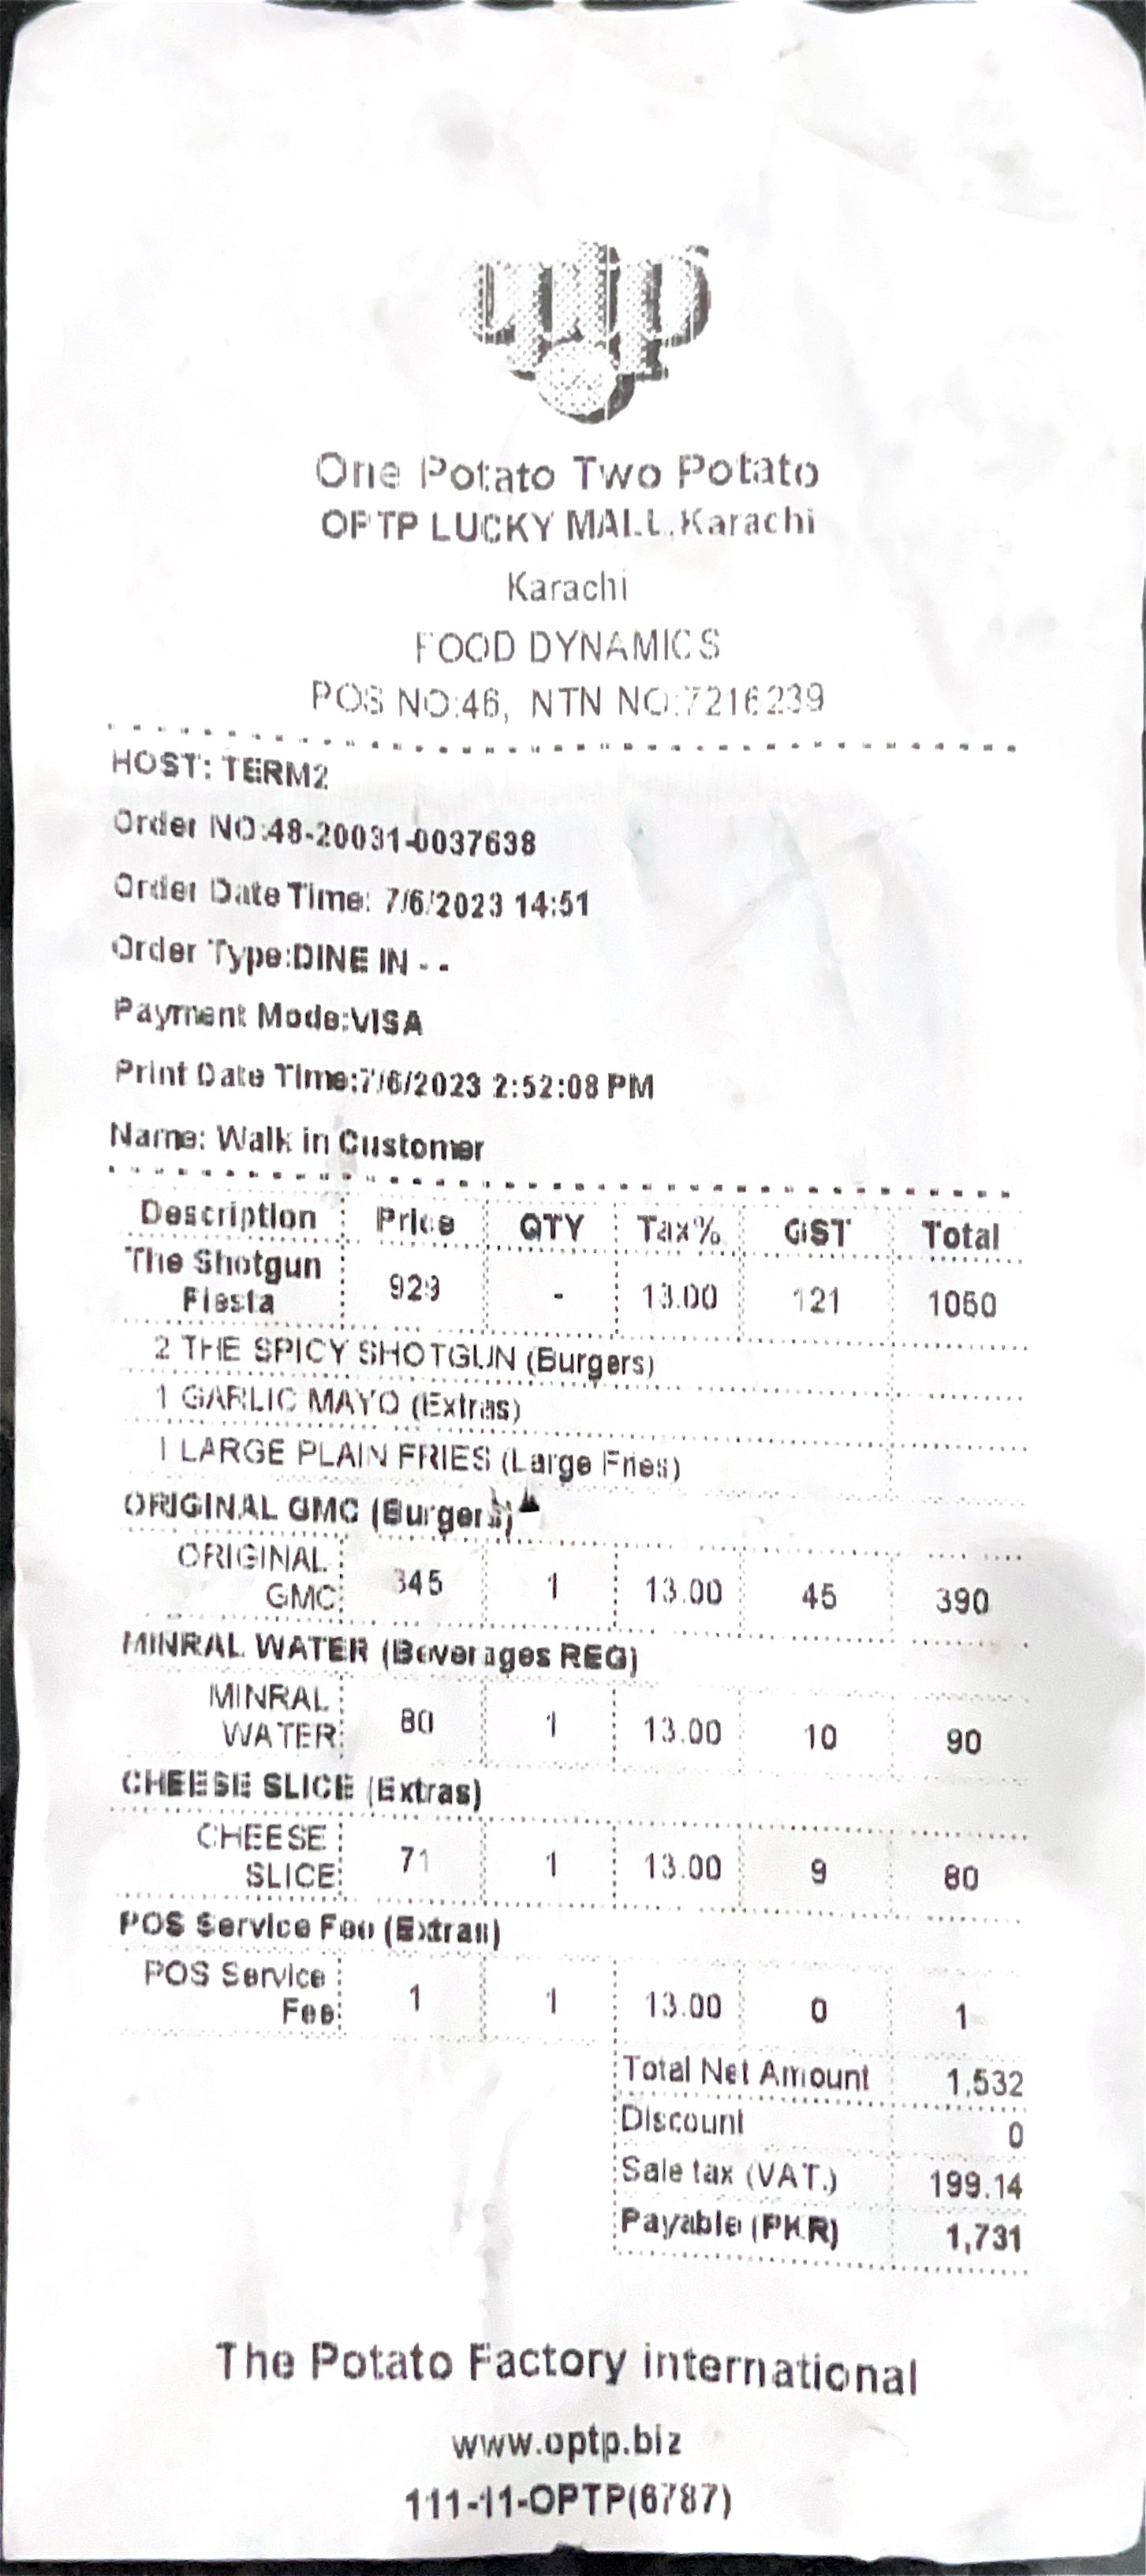 optp
One Potato Two Potato
OPTP LUCKY MALL,Karachi
Karachi
FOOD DYNAMICS
POS NO:46, NTN NO:7216239
HOST: TERM2
Order NO:48-20031-0037638
Order Date Time: 7/6/2023 14:51
Order Type:DINE IN - -
Payment Mode:VISA
Print Date Time:7/6/2023 2:52:08 PM
Name: Walk in Customer
Description Price QTY Tax% GST Total
The Shotgun
Fiesta 929 - 13.00 121 1050
2 THE SPICY SHOTGUN (Burgers)
1 GARLIC MAYO (Extras)
1 LARGE PLAIN FRIES (Large Fries)
ORIGINAL GMC (Burgers)
ORIGINAL
GMC 345 1 13.00 45 390
MINRAL WATER (Beverages REG)
MINRAL
WATER 80 1 13.00 10 90
CHEESE SLICE (Extras)
CHEESE
SLICE 71 1 13.00 9 80
POS Service Fee (Extras)
POS Service
Fee 1 1 13.00 0 1
Total Net Amount 1,532
Discount 0
Sale tax (VAT.) 199.14
Payable (PKR) 1,731
The Potato Factory international
www.optp.biz
111-11-OPTP(6787)